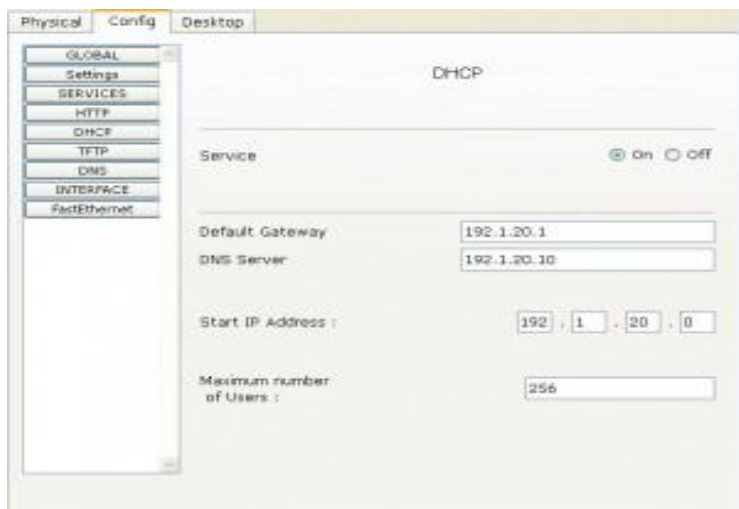 Physical Config Desktop
GLOBAL
Settings
SERVICES
HTTP
DHCP
TFTP
DNS
INTERFACE
FastEthernet
DHCP
Service On Off
Default Gateway 192.1.20.1
DNS Server 192.1.20.10
Start IP Address : 192 . 1 . 20 . 0
Maximum number
of Users : 256